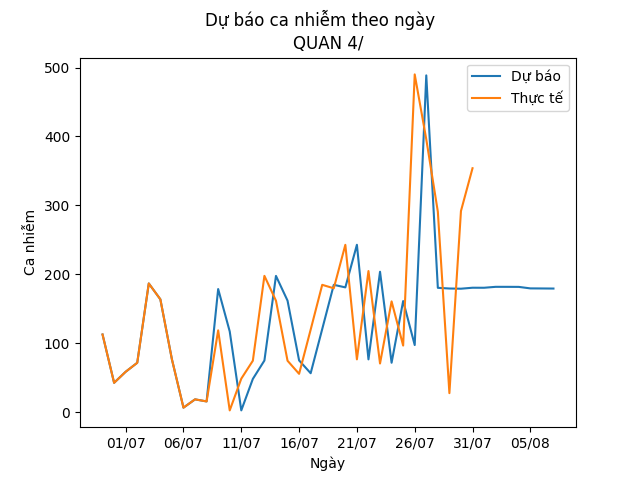 Dự báo ca nhiễm theo ngày
QUAN 4/
Dự báo
Thực tế
Ca nhiễm
500
400
300
200
100
0
01/07 06/07 11/07 16/07 21/07 26/07 31/07 05/08
Ngày